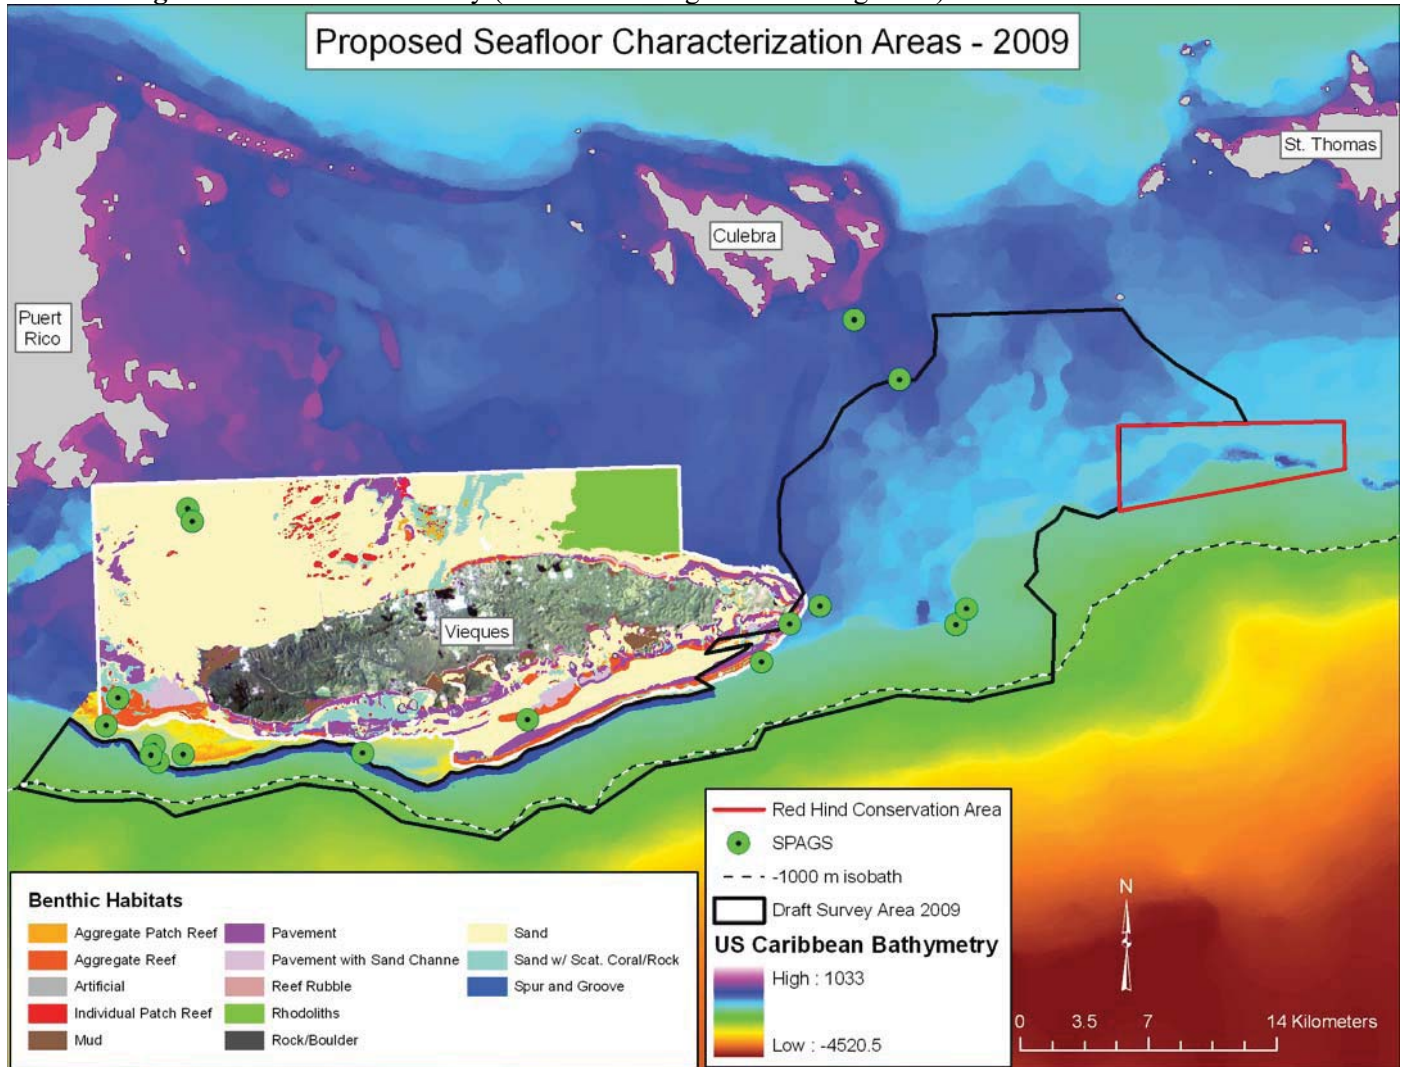 Proposed Seafloor Characterization Areas - 2009
St. Thomas
Culebra
Puert
Rico
Vieques
Red Hind Conservation Area
SPAGS
-1000 m isobath
Draft Survey Area 2009
US Caribbean Bathymetry
High : 1033
Low : -4520.5
N
0 3.5 7 14 Kilometers
Benthic Habitats
Aggregate Patch Reef
Aggregate Reef
Artificial
Individual Patch Reef
Mud
Pavement
Pavement with Sand Channe
Reef Rubble
Rhodoliths
Rock/Boulder
Sand
Sand w/ Scat. Coral/Rock
Spur and Groove